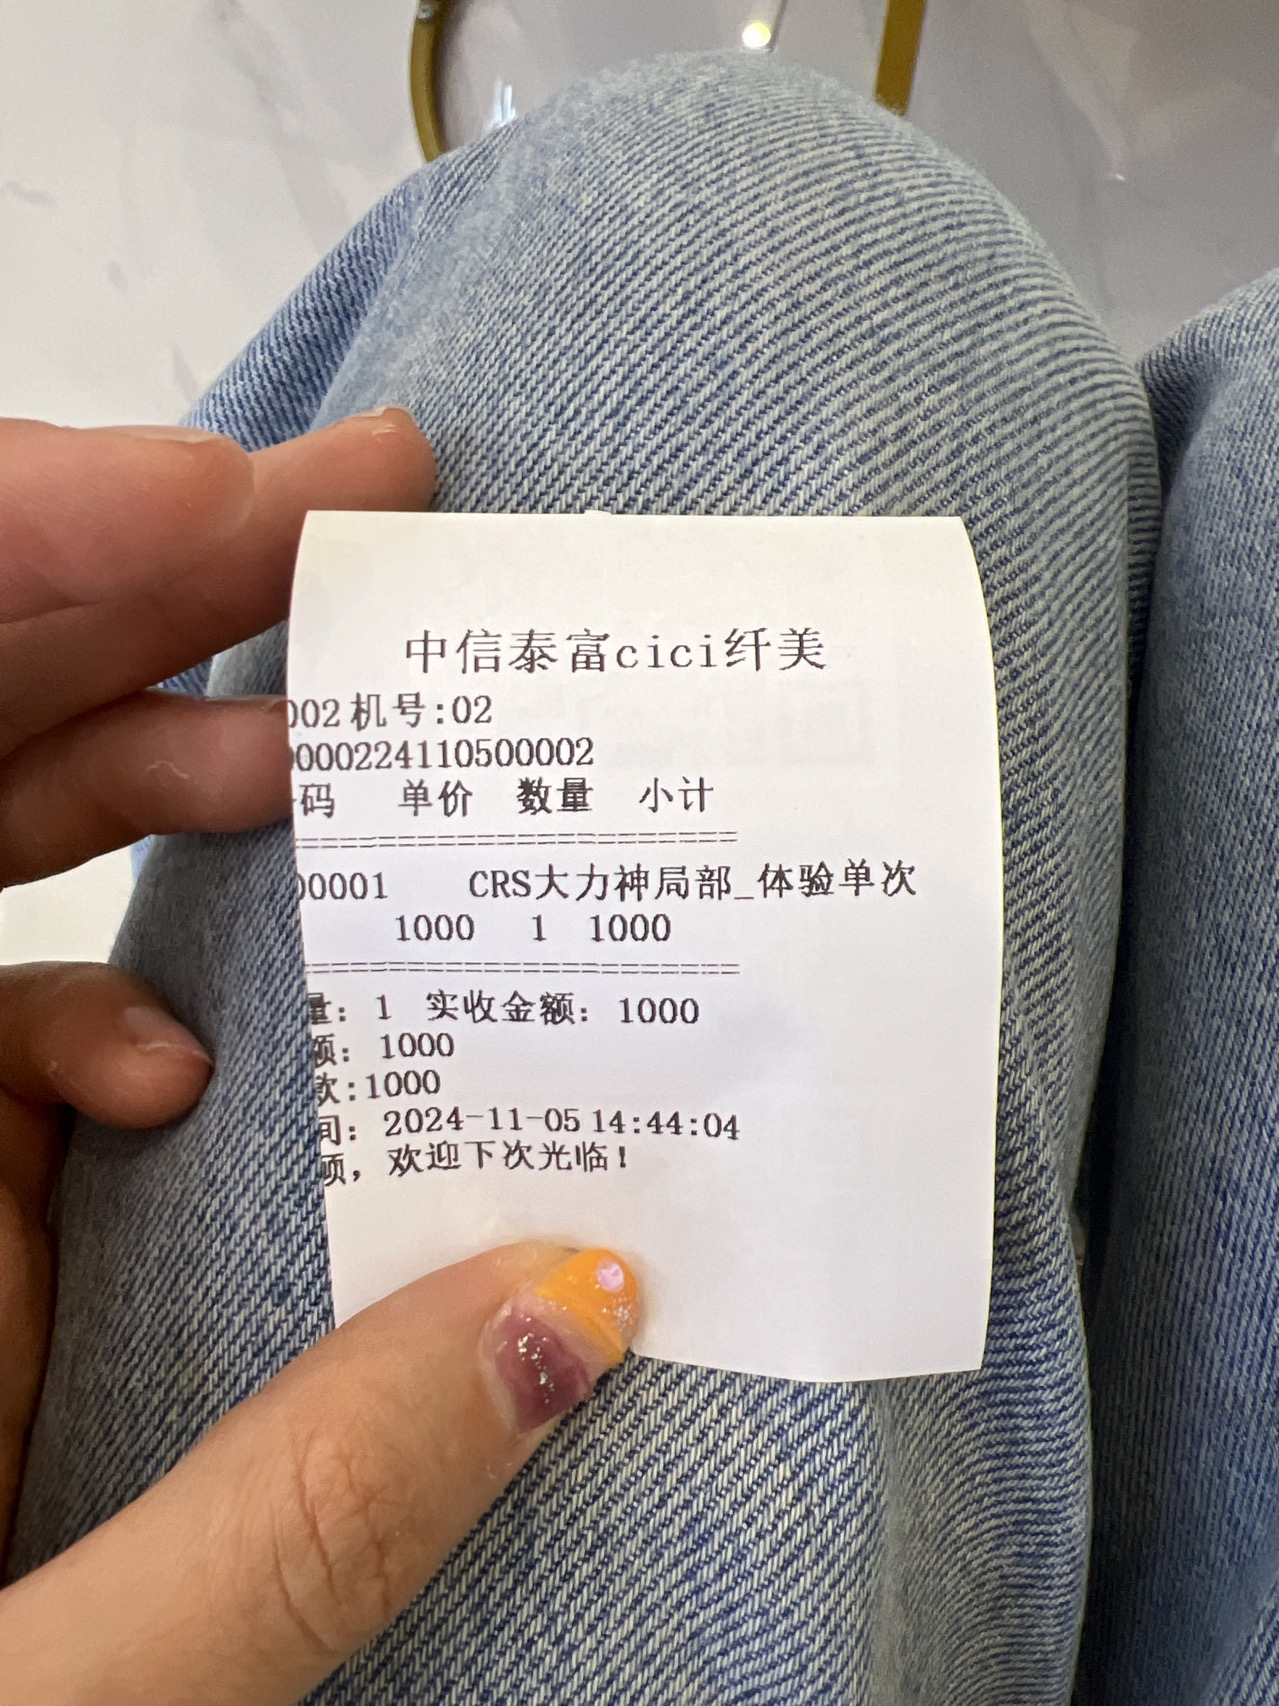 中信泰富cici纤美
002 机号:02
0000224110500002
码 单价 数量 小计
========================
00001 CRS大力神局部_体验单次
1000 1 1000
========================
量: 1 实收金额: 1000
额: 1000
款:1000
间: 2024-11-05 14:44:04
顾, 欢迎下次光临!